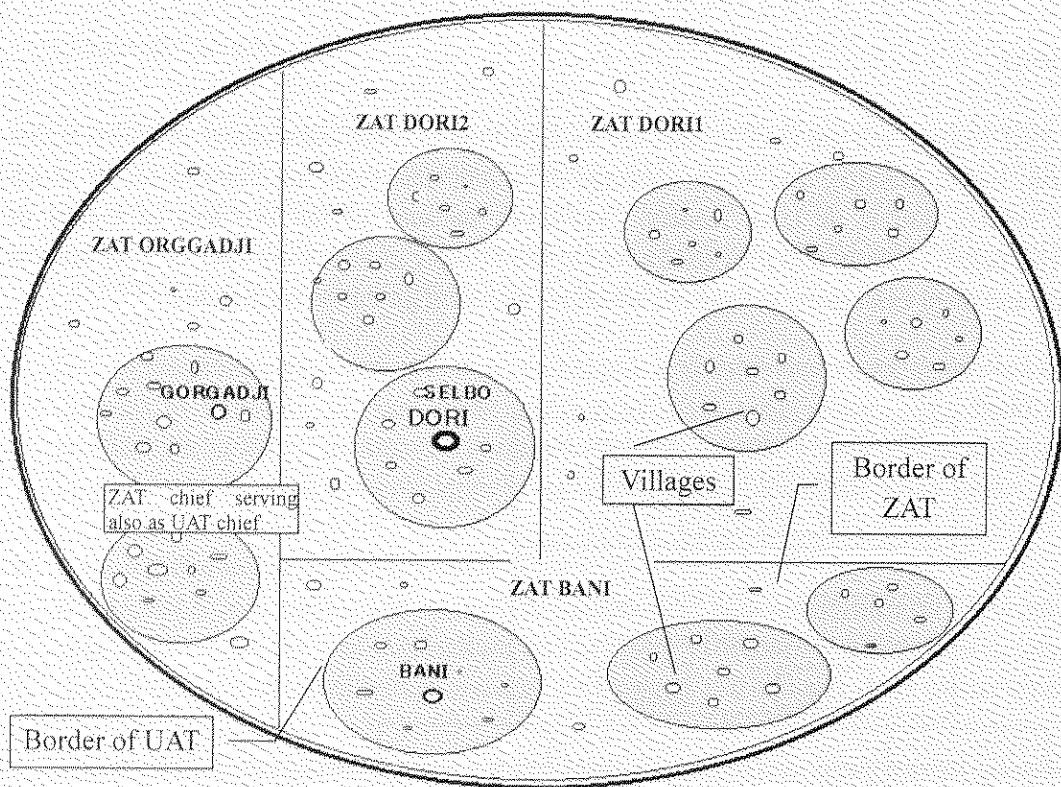 ZAT DORI2
ZAT DORI1
ZAT ORGGADJI
GORGADJI
SELBO
DORI
Villages
Border of
ZAT
ZAT chief serving
also as UAT chief
ZAT BANI
BANI
Border of UAT